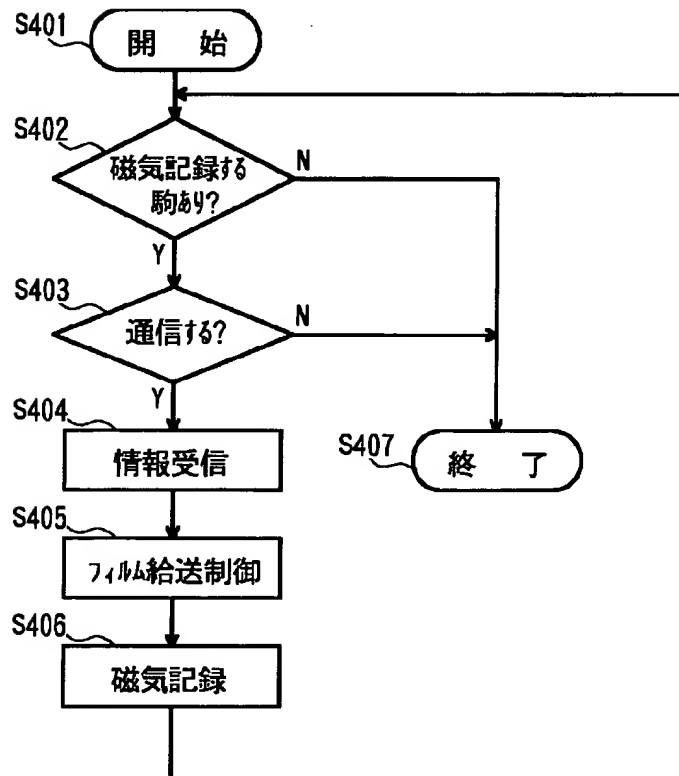 S401
開 始
S402
磁気記録する
駒あり?
N
Y
S403
通信する?
N
Y
S404
情報受信
S407
終 了
S405
フィルム給送制御
S406
磁気記録